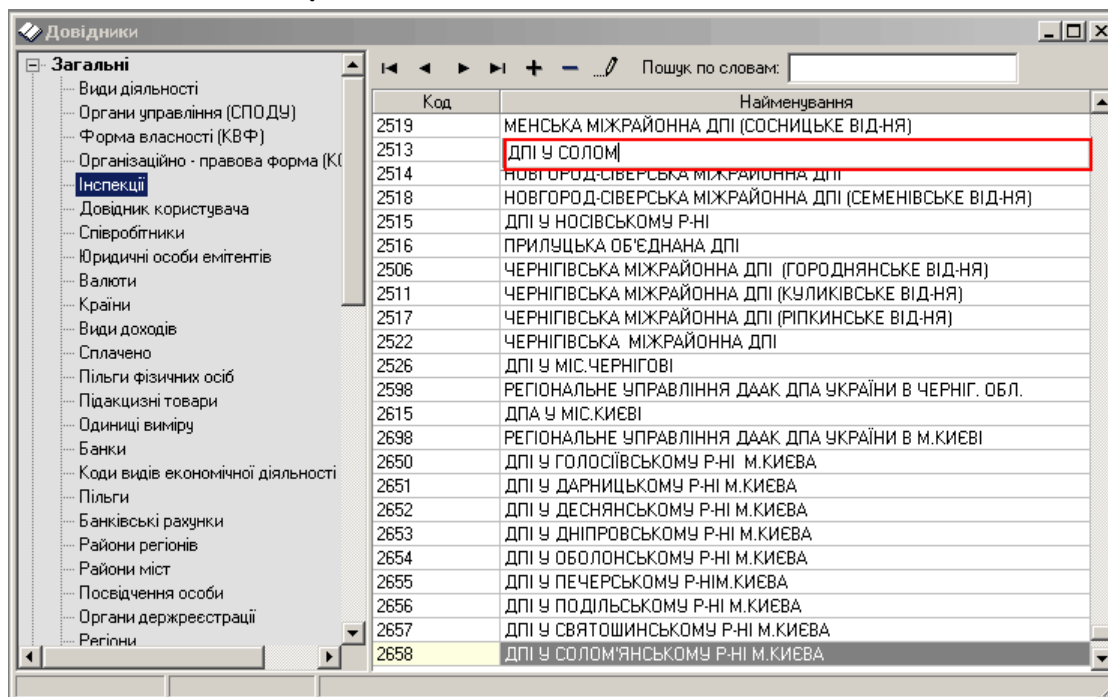 Довідники
Загальні
Види діяльності
Органи управління (СПОДУ)
Форма власності (КВФ)
Організаційно - правова форма (К
Інспекції
Довідник користувача
Співробітники
Юридичні особи емітентів
Валюти
Країни
Види доходів
Сплачено
Пільги фізичних осіб
Підакцизні товари
Одиниці виміру
Банки
Коди видів економічної діяльності
Пільги
Банківські рахунки
Райони регіонів
Райони міст
Посвідчення особи
Органи держреєстрації
Регіони
Пошук по словам:
Код Найменування
2519 МЕНСЬКА МІЖРАЙОННА ДПІ (СОСНИЦЬКЕ ВІД-НЯ)
2513 ДПІ У СОЛОМ
2514 НОВГОРОД-СІВЕРСЬКА МІЖРАЙОННА ДПІ
2518 НОВГОРОД-СІВЕРСЬКА МІЖРАЙОННА ДПІ (СЕМЕНІВСЬКЕ ВІД-НЯ)
2515 ДПІ У НОСІВСЬКОМУ Р-НІ
2516 ПРИЛУЦЬКА ОБ'ЄДНАНА ДПІ
2506 ЧЕРНІГІВСЬКА МІЖРАЙОННА ДПІ (ГОРОДНЯНСЬКЕ ВІД-НЯ)
2511 ЧЕРНІГІВСЬКА МІЖРАЙОННА ДПІ (КУЛИКІВСЬКЕ ВІД-НЯ)
2517 ЧЕРНІГІВСЬКА МІЖРАЙОННА ДПІ (РІПКИНСЬКЕ ВІД-НЯ)
2522 ЧЕРНІГІВСЬКА МІЖРАЙОННА ДПІ
2526 ДПІ У МІС.ЧЕРНІГОВІ
2598 РЕГІОНАЛЬНЕ УПРАВЛІННЯ ДААК ДПА УКРАЇНИ В ЧЕРНІГ. ОБЛ.
2615 ДПА У МІС.КИЄВІ
2698 РЕГІОНАЛЬНЕ УПРАВЛІННЯ ДААК ДПА УКРАЇНИ В М.КИЄВІ
2650 ДПІ У ГОЛОСІЇВСЬКОМУ Р-НІ М.КИЄВА
2651 ДПІ У ДАРНИЦЬКОМУ Р-НІ М.КИЄВА
2652 ДПІ У ДЕСНЯНСЬКОМУ Р-НІ М.КИЄВА
2653 ДПІ У ДНІПРОВСЬКОМУ Р-НІ М.КИЄВА
2654 ДПІ У ОБОЛОНСЬКОМУ Р-НІ М.КИЄВА
2655 ДПІ У ПЕЧЕРСЬКОМУ Р-НІМ.КИЄВА
2656 ДПІ У ПОДІЛЬСЬКОМУ Р-НІ М.КИЄВА
2657 ДПІ У СВЯТОШИНСЬКОМУ Р-НІ М.КИЄВА
2658 ДПІ У СОЛОМ'ЯНСЬКОМУ Р-НІ М.КИЄВА